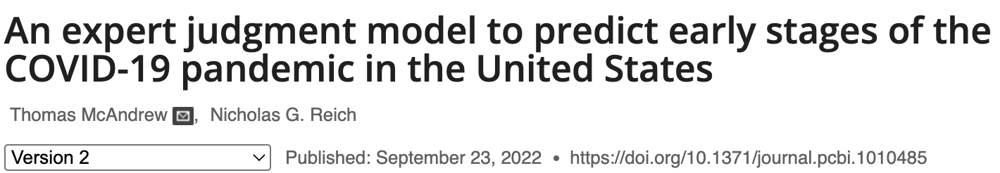 An expert judgment model to predict early stages of the
COVID-19 pandemic in the United States
Thomas McAndrew, Nicholas G. Reich
Version 2 Published: September 23, 2022 • https://doi.org/10.1371/journal.pcbi.1010485